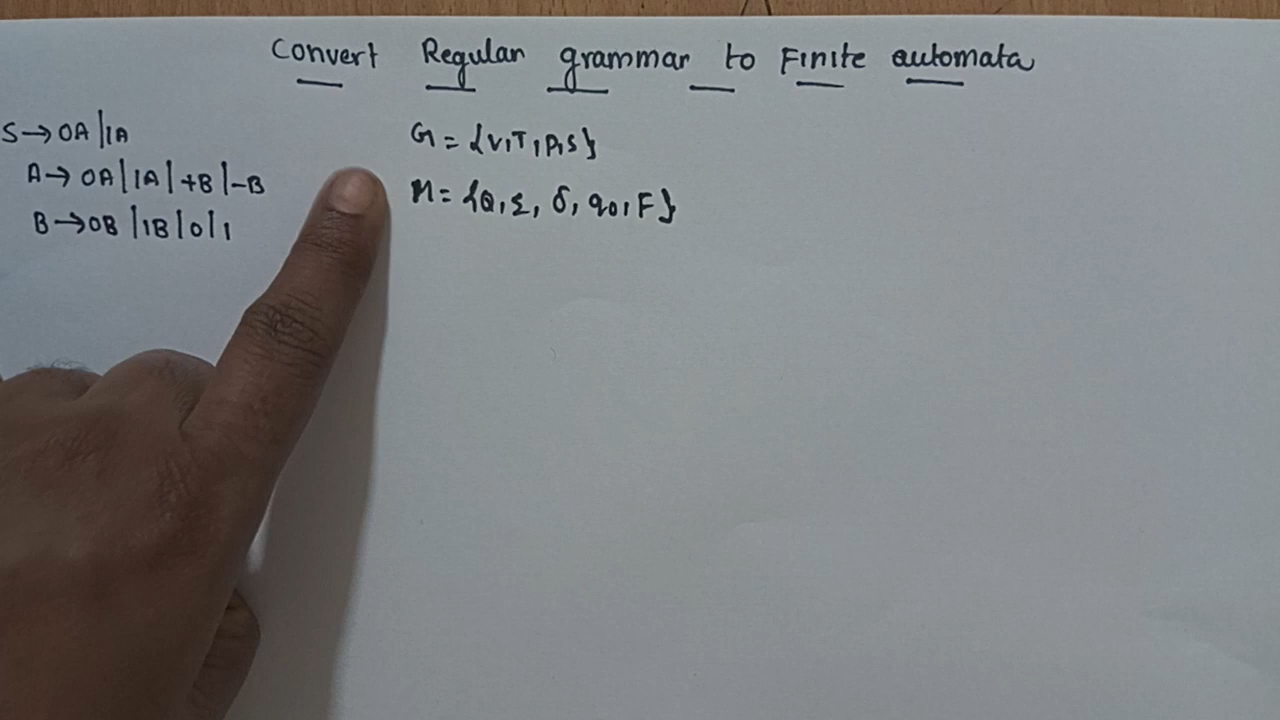 Convert Regular grammar to Finite automata
S→0A|1A
A→0A|1A|+B|-B
B→0B|1B|0|1
G={V,T,P,S}
M={Q,Σ,δ,q0,F}